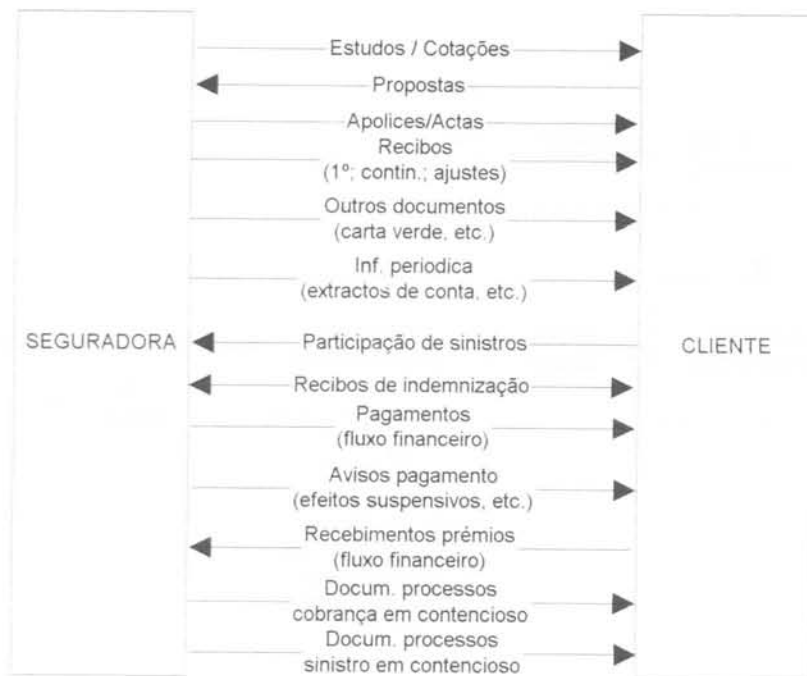 Estudos / Cotações
Propostas
Apolices/Actas
Recibos
(1º; contin.; ajustes)
Outros documentos
(carta verde, etc.)
Inf. periodica
(extractos de conta, etc.)
SEGURADORA
Participação de sinistros
CLIENTE
Recibos de indemnização
Pagamentos
(fluxo financeiro)
Avisos pagamento
(efeitos suspensivos, etc.)
Recebimentos prémios
(fluxo financeiro)
Docum. processos
cobrança em contencioso
Docum. processos
sinistro em contencioso